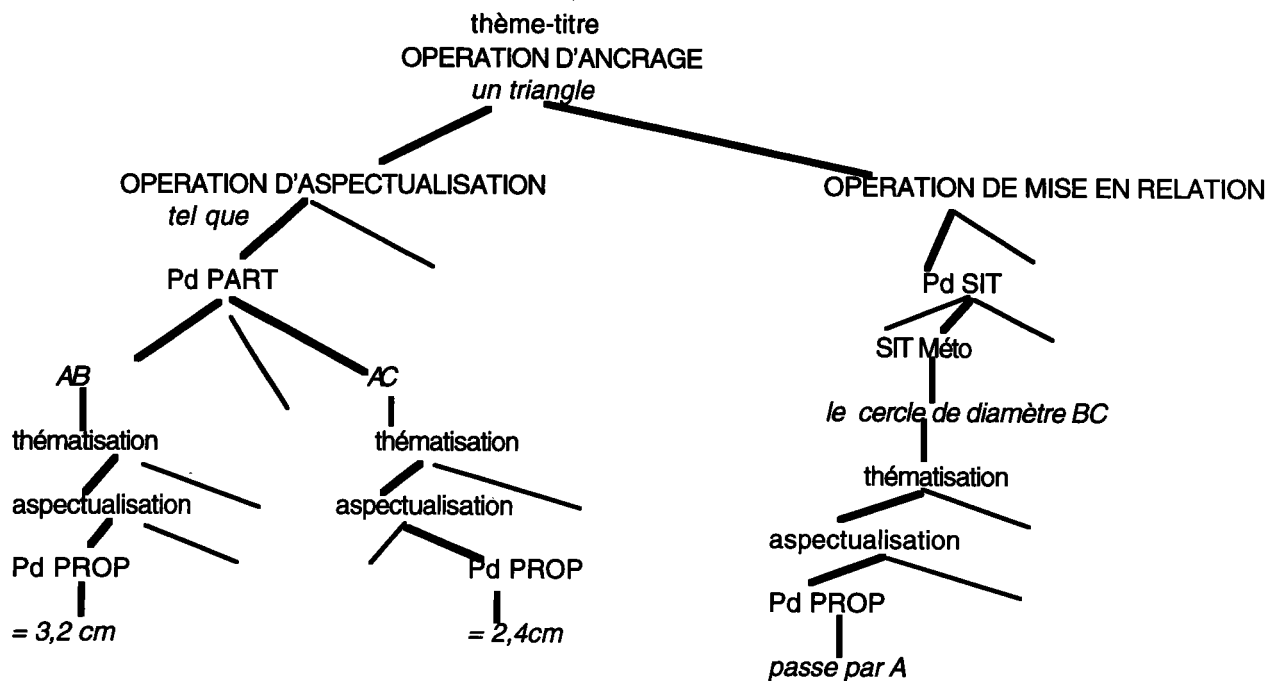 thème-titre
OPERATION D'ANCRAGE
un triangle
OPERATION D'ASPECTUALISATION
tel que
OPERATION DE MISE EN RELATION
Pd PART
Pd SIT
SIT Méto
AB
AC
le cercle de diamètre BC
thématisation
thématisation
thématisation
aspectualisation
aspectualisation
aspectualisation
Pd PROP
Pd PROP
Pd PROP
= 3,2 cm
= 2,4cm
passe par A